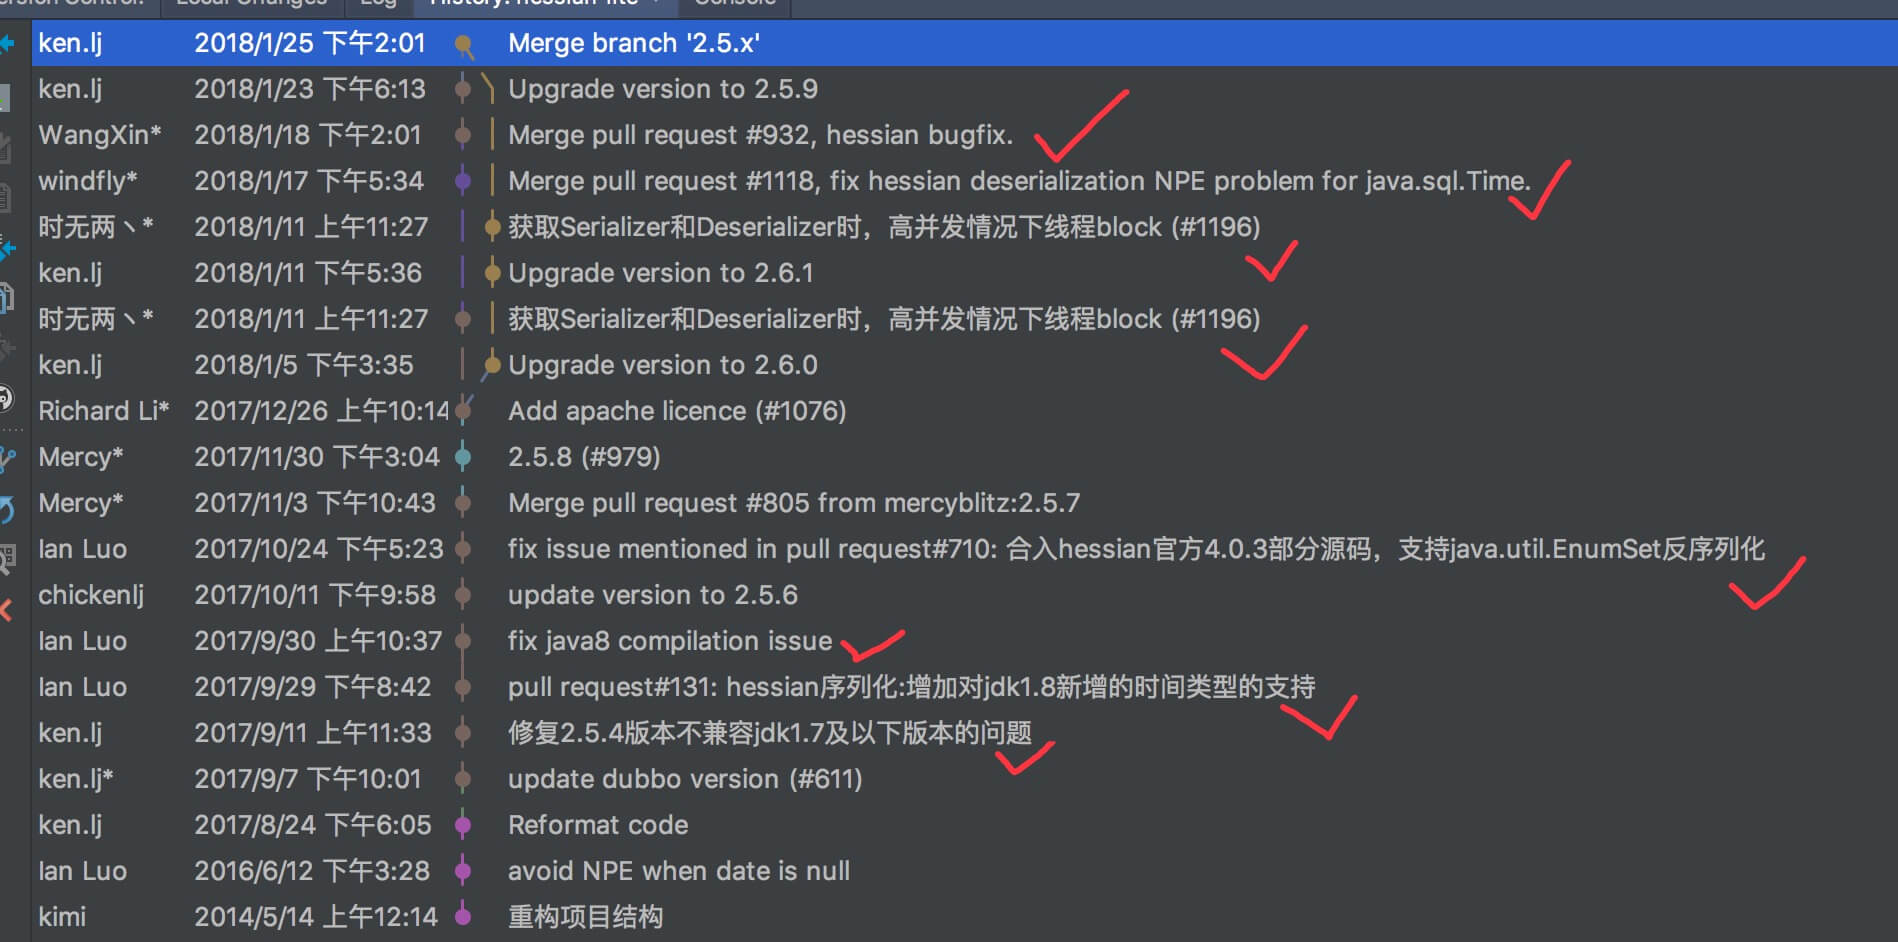 Version Control: Local Changes Log History: hessian-lite Console
ken.lj 2018/1/25 下午2:01 Merge branch '2.5.x'
ken.lj 2018/1/23 下午6:13 Upgrade version to 2.5.9
WangXin* 2018/1/18 下午2:01 Merge pull request #932, hessian bugfix.
windfly* 2018/1/17 下午5:34 Merge pull request #1118, fix hessian deserialization NPE problem for java.sql.Time.
时无两丶* 2018/1/11 上午11:27 获取Serializer和Deserializer时，高并发情况下线程block (#1196)
ken.lj 2018/1/11 下午5:36 Upgrade version to 2.6.1
时无两丶* 2018/1/11 上午11:27 获取Serializer和Deserializer时，高并发情况下线程block (#1196)
ken.lj 2018/1/5 下午3:35 Upgrade version to 2.6.0
Richard Li* 2017/12/26 上午10:14 Add apache licence (#1076)
Mercy* 2017/11/30 下午3:04 2.5.8 (#979)
Mercy* 2017/11/3 下午10:43 Merge pull request #805 from mercyblitz:2.5.7
Ian Luo 2017/10/24 下午5:23 fix issue mentioned in pull request#710: 合入hessian官方4.0.3部分源码，支持java.util.EnumSet反序列化
chickenlj 2017/10/11 下午9:58 update version to 2.5.6
Ian Luo 2017/9/30 上午10:37 fix java8 compilation issue
Ian Luo 2017/9/29 下午8:42 pull request#131: hessian序列化:增加对jdk1.8新增的时间类型的支持
ken.lj 2017/9/11 上午11:33 修复2.5.4版本不兼容jdk1.7及以下版本的问题
ken.lj* 2017/9/7 下午10:01 update dubbo version (#611)
ken.lj 2017/8/24 下午6:05 Reformat code
Ian Luo 2016/6/12 下午3:28 avoid NPE when date is null
kimi 2014/5/14 上午12:14 重构项目结构